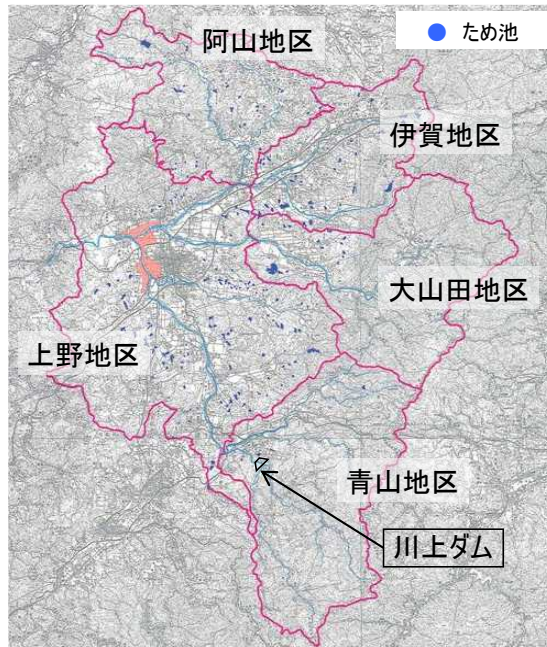 ため池
阿山地区
伊賀地区
大山田地区
上野地区
青山地区
川上ダム